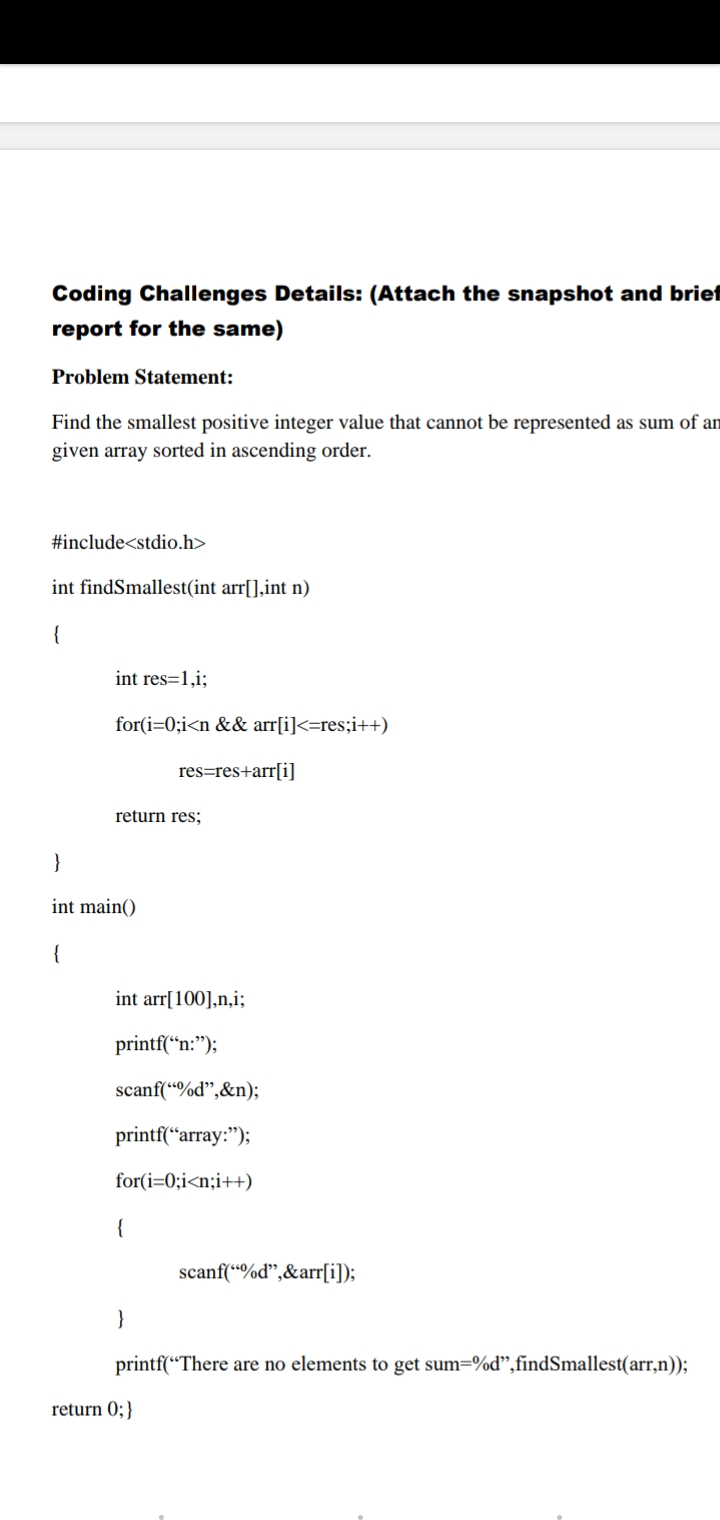 Coding Challenges Details: (Attach the snapshot and brief
report for the same)
Problem Statement:
Find the smallest positive integer value that cannot be represented as sum of an
given array sorted in ascending order.
#include<stdio.h>
int findSmallest(int arr[],int n)
{
int res=1,i;
for(i=0;i<n && arr[i]<=res;i++)
res=res+arr[i]
return res;
}
int main()
{
int arr[100],n,i;
printf(“n:”);
scanf(“%d”,&n);
printf(“array:”);
for(i=0;i<n;i++)
{
scanf(“%d”,&arr[i]);
}
printf(“There are no elements to get sum=%d”,findSmallest(arr,n));
return 0;}